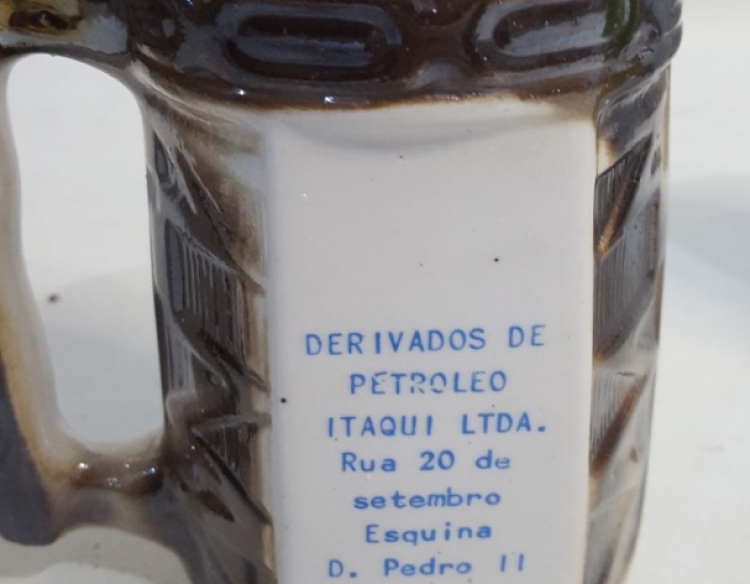 DERIVADOS DE
PETROLEO
ITAQUI LTDA.
Rua 20 de
setembro
Esquina
D. Pedro II